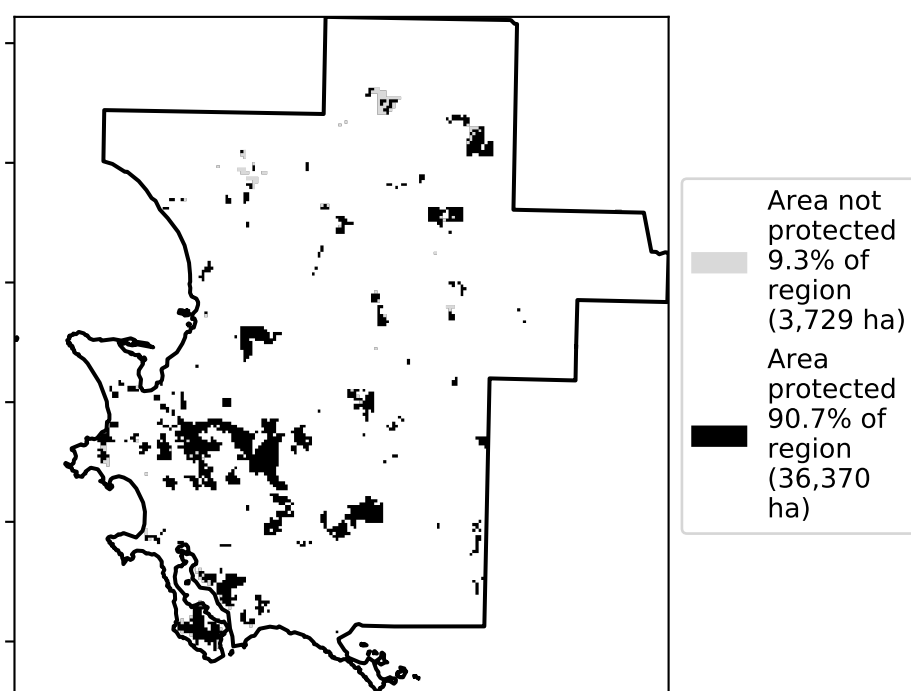 Area not
protected
9.3% of
region
(3,729 ha)
Area
protected
90.7% of
region
(36,370
ha)